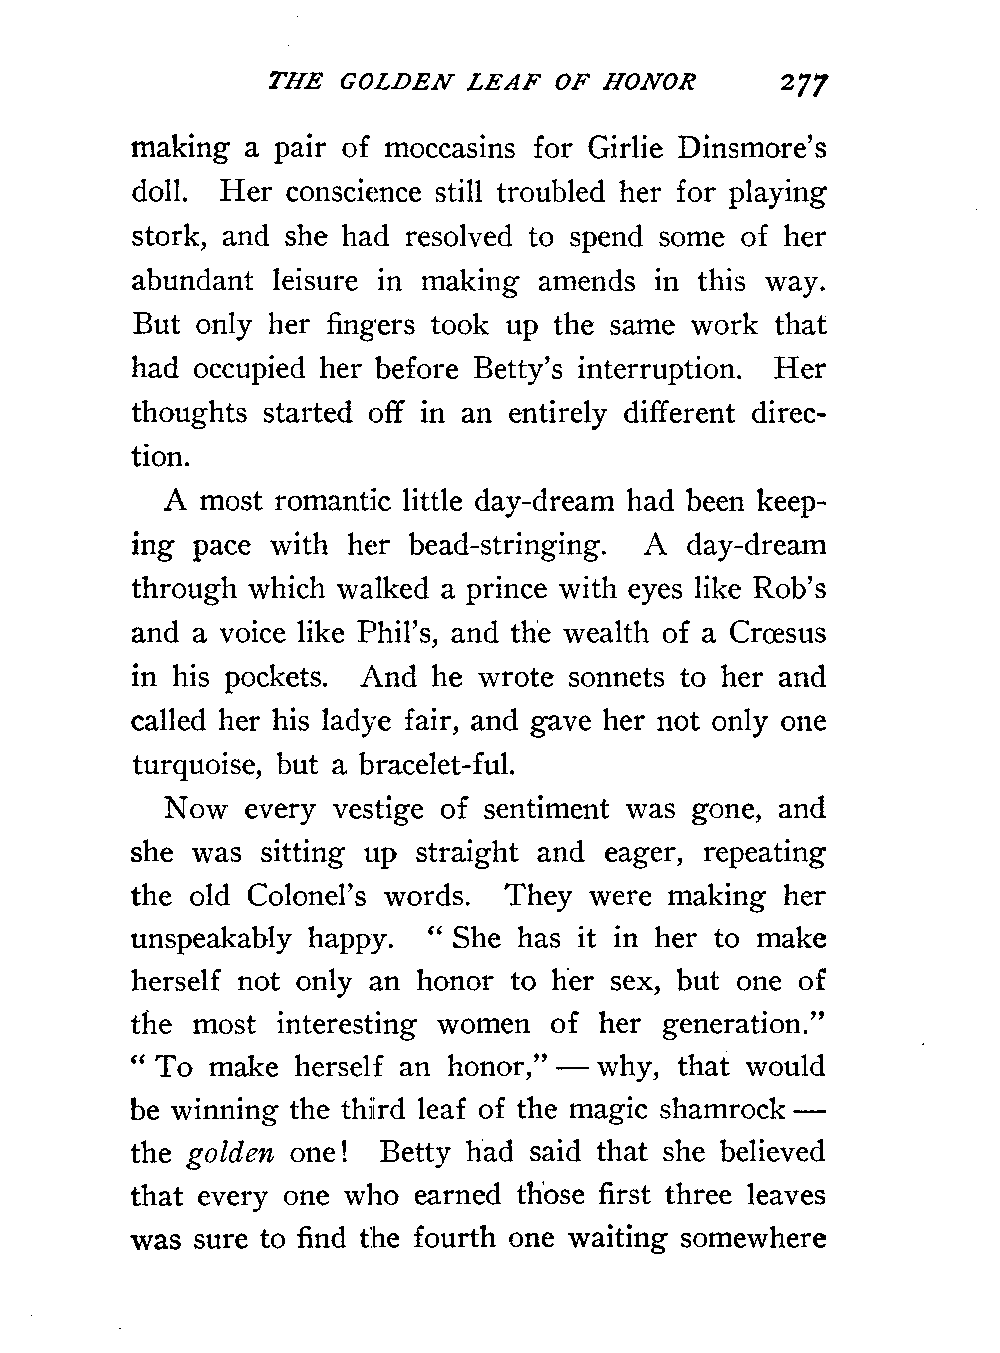 THE GOLDEN LEAF OF HONOR 277
making a pair of moccasins for Girlie Dinsmore's
doll. Her conscience still troubled her for playing
stork, and she had resolved to spend some of her
abundant leisure in making amends in this way.
But only her fingers took up the same work that
had occupied her before Betty's interruption. Her
thoughts started off in an entirely different direc-
tion.
A most romantic little day-dream had been keep-
ing pace with her bead-stringing. A day-dream
through which walked a prince with eyes like Rob's
and a voice like Phil's, and the wealth of a Crœsus
in his pockets. And he wrote sonnets to her and
called her his ladye fair, and gave her not only one
turquoise, but a bracelet-ful.
Now every vestige of sentiment was gone, and
she was sitting up straight and eager, repeating
the old Colonel's words. They were making her
unspeakably happy. " She has it in her to make
herself not only an honor to her sex, but one of
the most interesting women of her generation."
" To make herself an honor," — why, that would
be winning the third leaf of the magic shamrock —
the golden one! Betty had said that she believed
that every one who earned those first three leaves
was sure to find the fourth one waiting somewhere